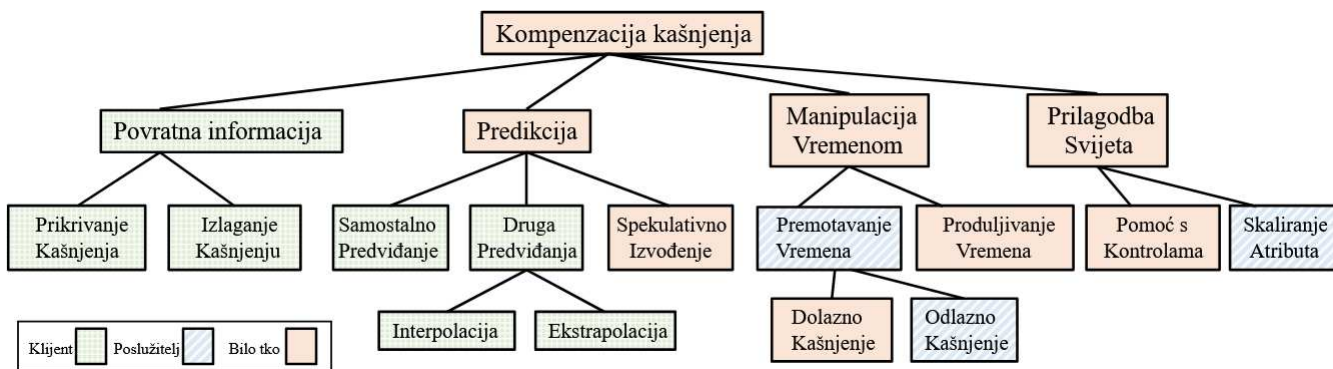 Kompenzacija kašnjenja
Povratna informacija
Predikcija
Manipulacija
Vremenom
Prilagodba
Svijeta
Prikrivanje
Kašnjenja
Izlaganje
Kašnjenju
Samostalno
Predviđanje
Druga
Predviđanja
Spekulativno
Izvođenje
Premotavanje
Vremena
Produljivanje
Vremena
Pomoć s
Kontrolama
Skaliranje
Atributa
Interpolacija
Ekstrapolacija
Dolazno
Kašnjenje
Odlazno
Kašnjenje
Klijent
Poslužitelj
Bilo tko